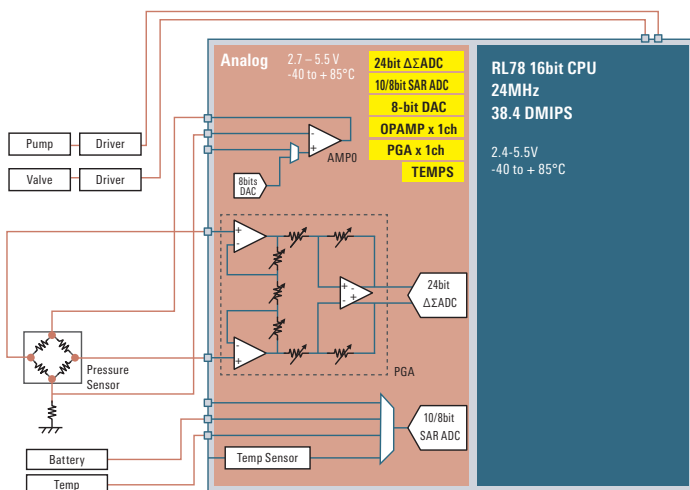 Analog
2.7 – 5.5 V
-40 to + 85°C
24bit ΔΣADC
10/8bit SAR ADC
8-bit DAC
OPAMP x 1ch
PGA x 1ch
TEMPS
RL78 16bit CPU
24MHz
38.4 DMIPS
2.4-5.5V
-40 to + 85°C
Pump
Driver
Valve
Driver
-
+
AMP0
8bits
DAC
+
-
+ -
- +
-
+
24bit
ΔΣADC
PGA
Pressure
Sensor
10/8bit
SAR ADC
Battery
Temp Sensor
Temp